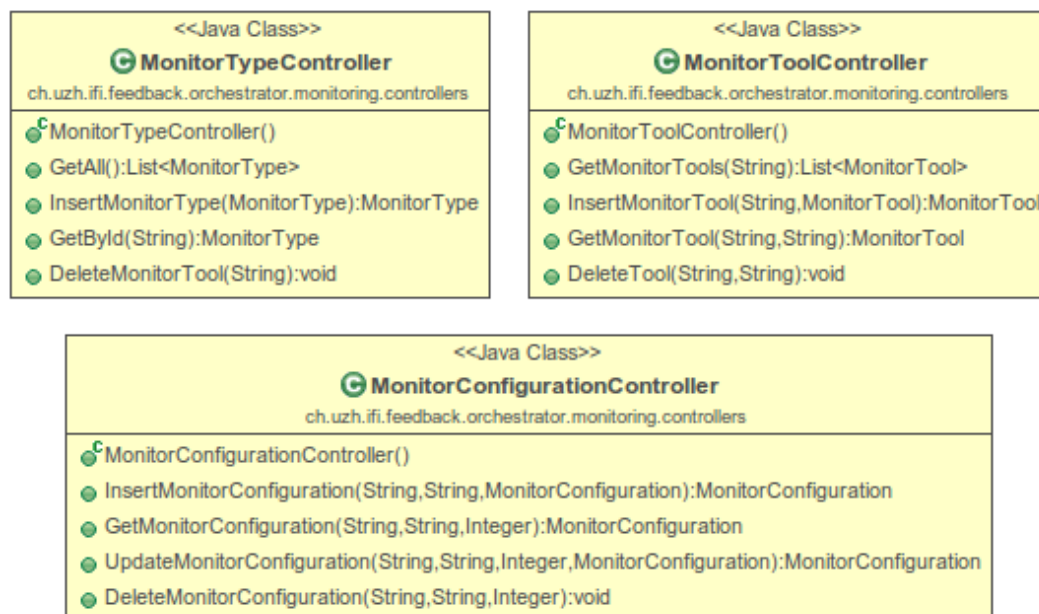 <<Java Class>>
MonitorTypeController
ch.uzh.ifi.feedback.orchestrator.monitoring.controllers
MonitorTypeController()
GetAll():List<MonitorType>
InsertMonitorType(MonitorType):MonitorType
GetById(String):MonitorType
DeleteMonitorTool(String):void
<<Java Class>>
MonitorToolController
ch.uzh.ifi.feedback.orchestrator.monitoring.controllers
MonitorToolController()
GetMonitorTools(String):List<MonitorTool>
InsertMonitorTool(String,MonitorTool):MonitorTool
GetMonitorTool(String,String):MonitorTool
DeleteTool(String,String):void
<<Java Class>>
MonitorConfigurationController
ch.uzh.ifi.feedback.orchestrator.monitoring.controllers
MonitorConfigurationController()
InsertMonitorConfiguration(String,String,MonitorConfiguration):MonitorConfiguration
GetMonitorConfiguration(String,String,Integer):MonitorConfiguration
UpdateMonitorConfiguration(String,String,Integer,MonitorConfiguration):MonitorConfiguration
DeleteMonitorConfiguration(String,String,Integer):void